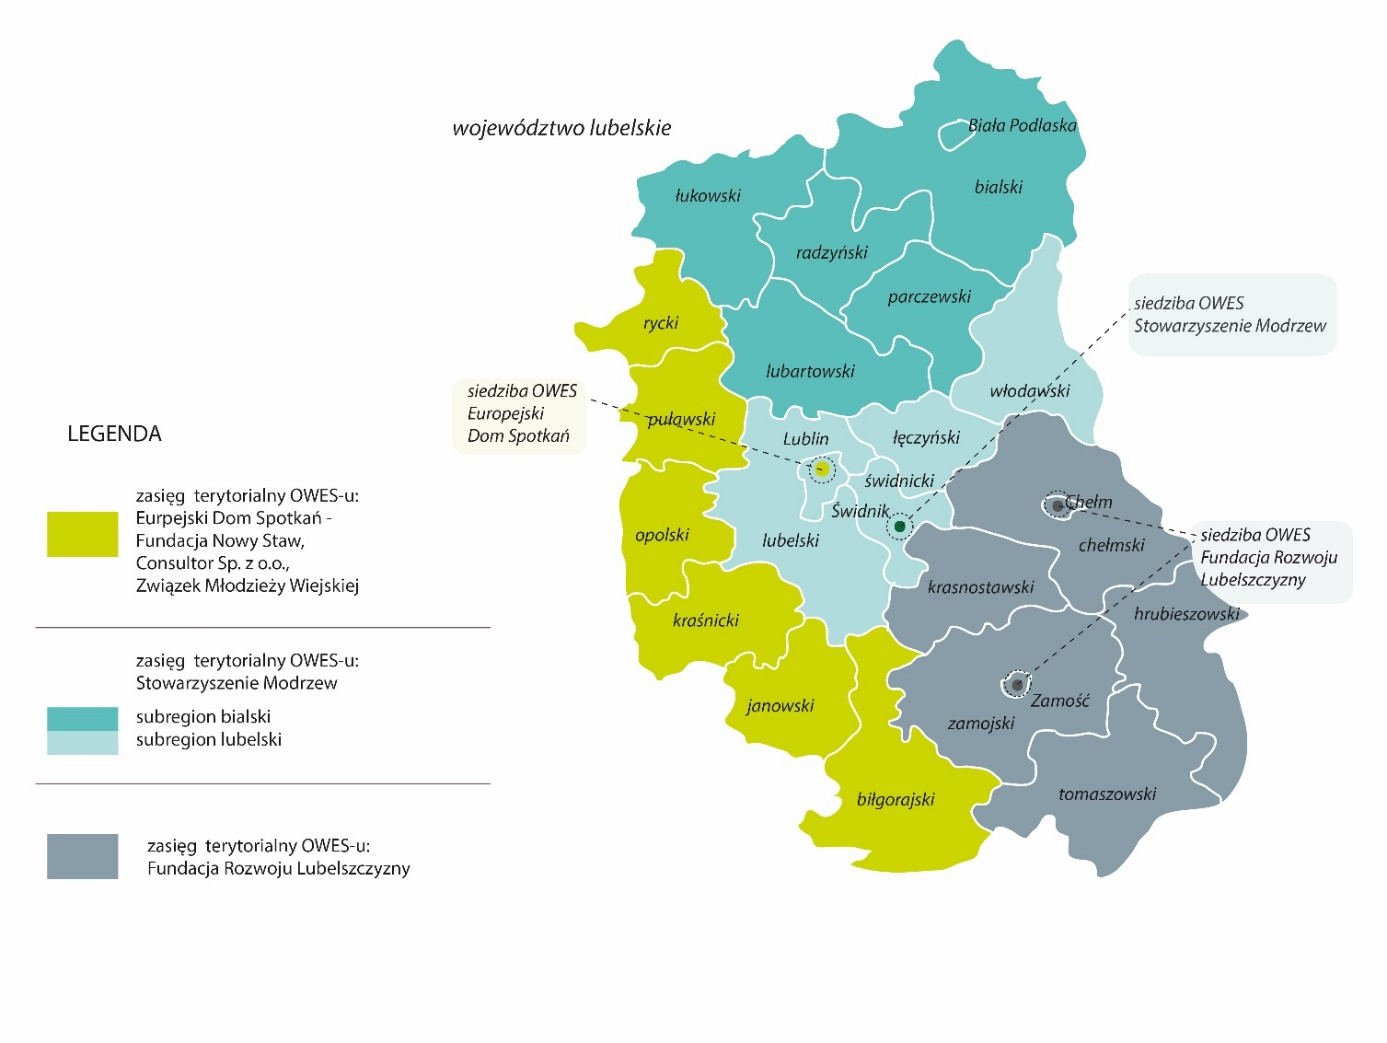 województwo lubelskie
Biała Podlaska
bialski
łukowski
radzyński
parczewski
siedziba OWES
Stowarzyszenie Modrzew
rycki
lubartowski
włodawski
siedziba OWES
Europejski
Dom Spotkań
puławski
Lublin
łęczyński
świdnicki
Świdnik
Chełm
opolski
lubelski
chełmski
siedziba OWES
Fundacja Rozwoju
Lubelszczyzny
krasnostawski
hrubieszowski
kraśnicki
janowski
Zamość
zamojski
biłgorajski
tomaszowski
LEGENDA
zasięg terytorialny OWES-u:
Eurpejski Dom Spotkań -
Fundacja Nowy Staw,
Consultor Sp. z o.o.,
Związek Młodzieży Wiejskiej
zasięg terytorialny OWES-u:
Stowarzyszenie Modrzew
subregion bialski
subregion lubelski
zasięg terytorialny OWES-u:
Fundacja Rozwoju Lubelszczyzny